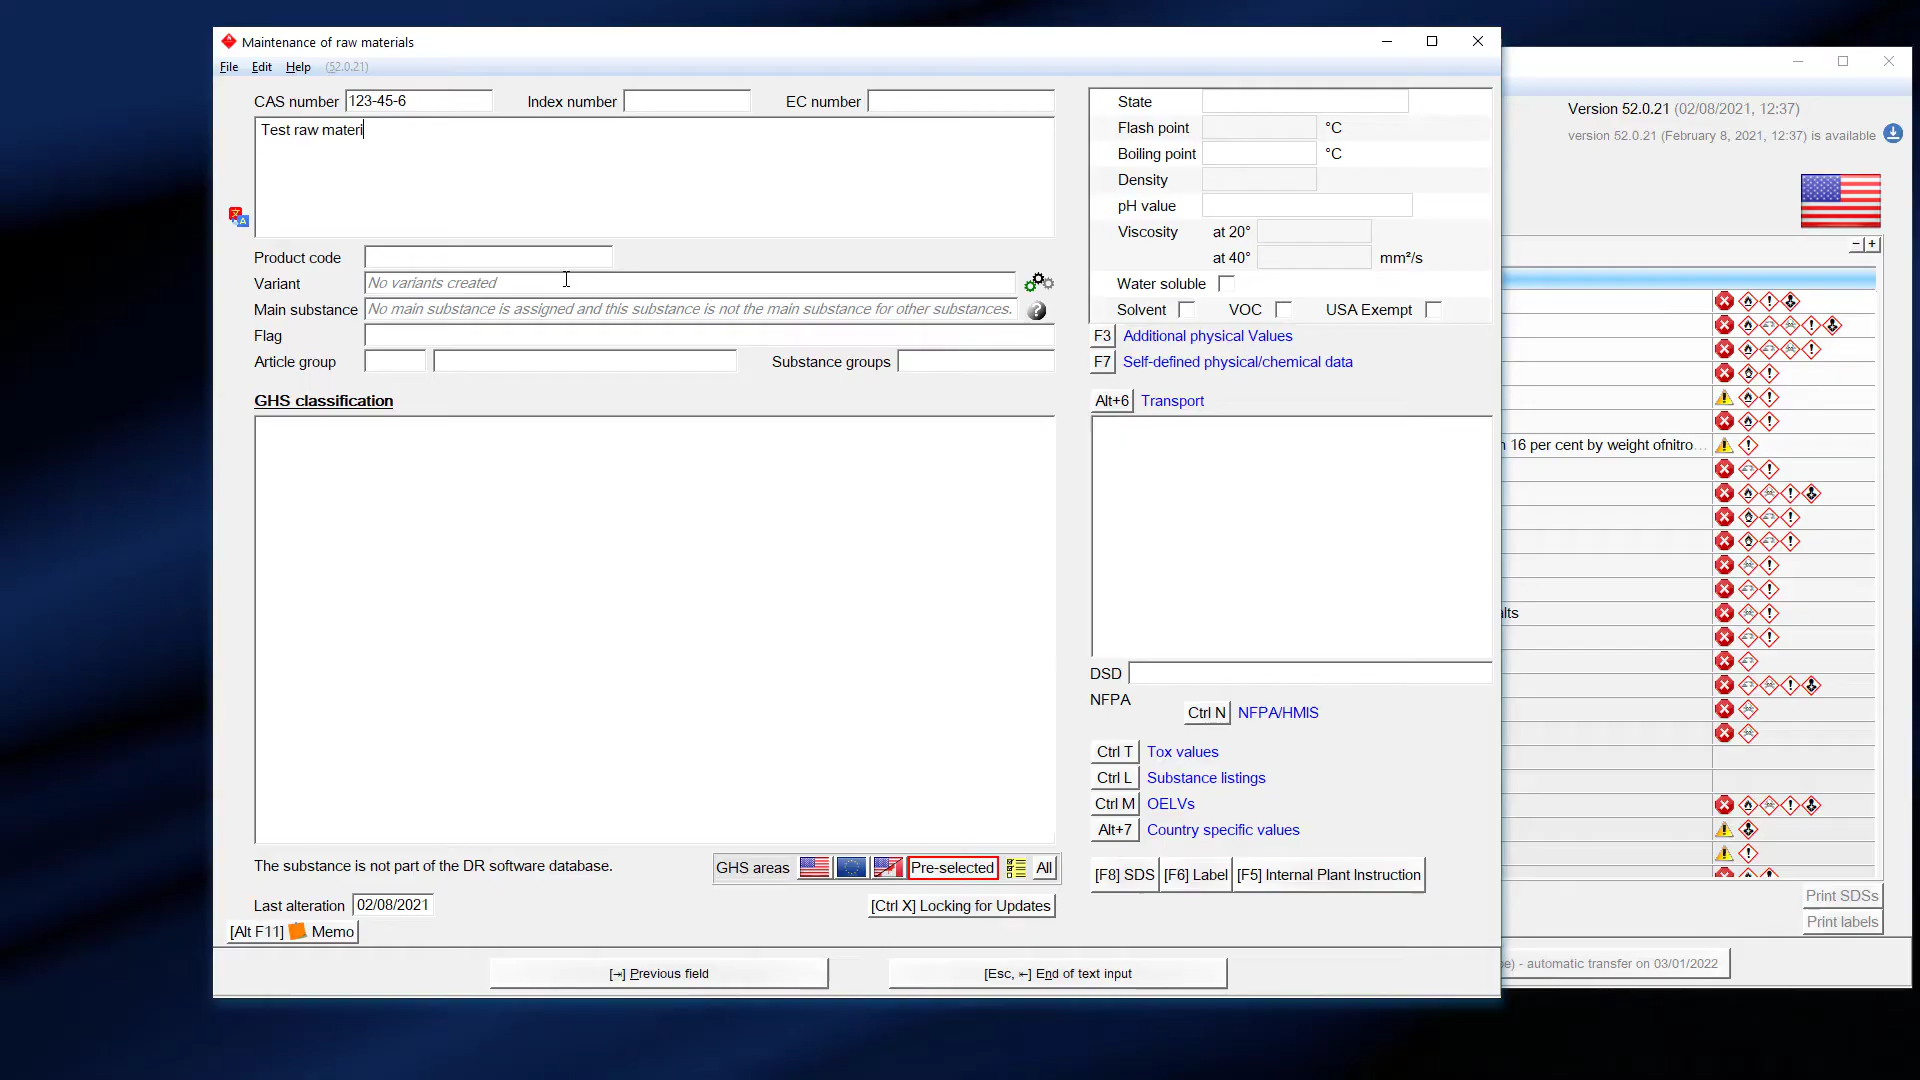 Maintenance of raw materials
File Edit Help (52.0.21)
CAS number 123-45-6 Index number EC number
Test raw materi
Product code
Variant No variants created
Main substance No main substance is assigned and this substance is not the main substance for other substances.
Flag
Article group Substance groups
GHS classification
The substance is not part of the DR software database.
GHS areas Pre-selected All
Last alteration 02/08/2021
[Ctrl X] Locking for Updates
[Alt F11] Memo
[⇥] Previous field
[Esc, ⇤] End of text input
State
Flash point °C
Boiling point °C
Density
pH value
Viscosity at 20°
at 40° mm²/s
Water soluble
Solvent VOC USA Exempt
F3 Additional physical Values
F7 Self-defined physical/chemical data
Alt+6 Transport
DSD
NFPA
Ctrl N NFPA/HMIS
Ctrl T Tox values
Ctrl L Substance listings
Ctrl M OELVs
Alt+7 Country specific values
[F8] SDS [F6] Label [F5] Internal Plant Instruction
Version 52.0.21 (02/08/2021, 12:37)
version 52.0.21 (February 8, 2021, 12:37) is available
16 per cent by weight ofnitro...
alts
Print SDSs
Print labels
e) - automatic transfer on 03/01/2022